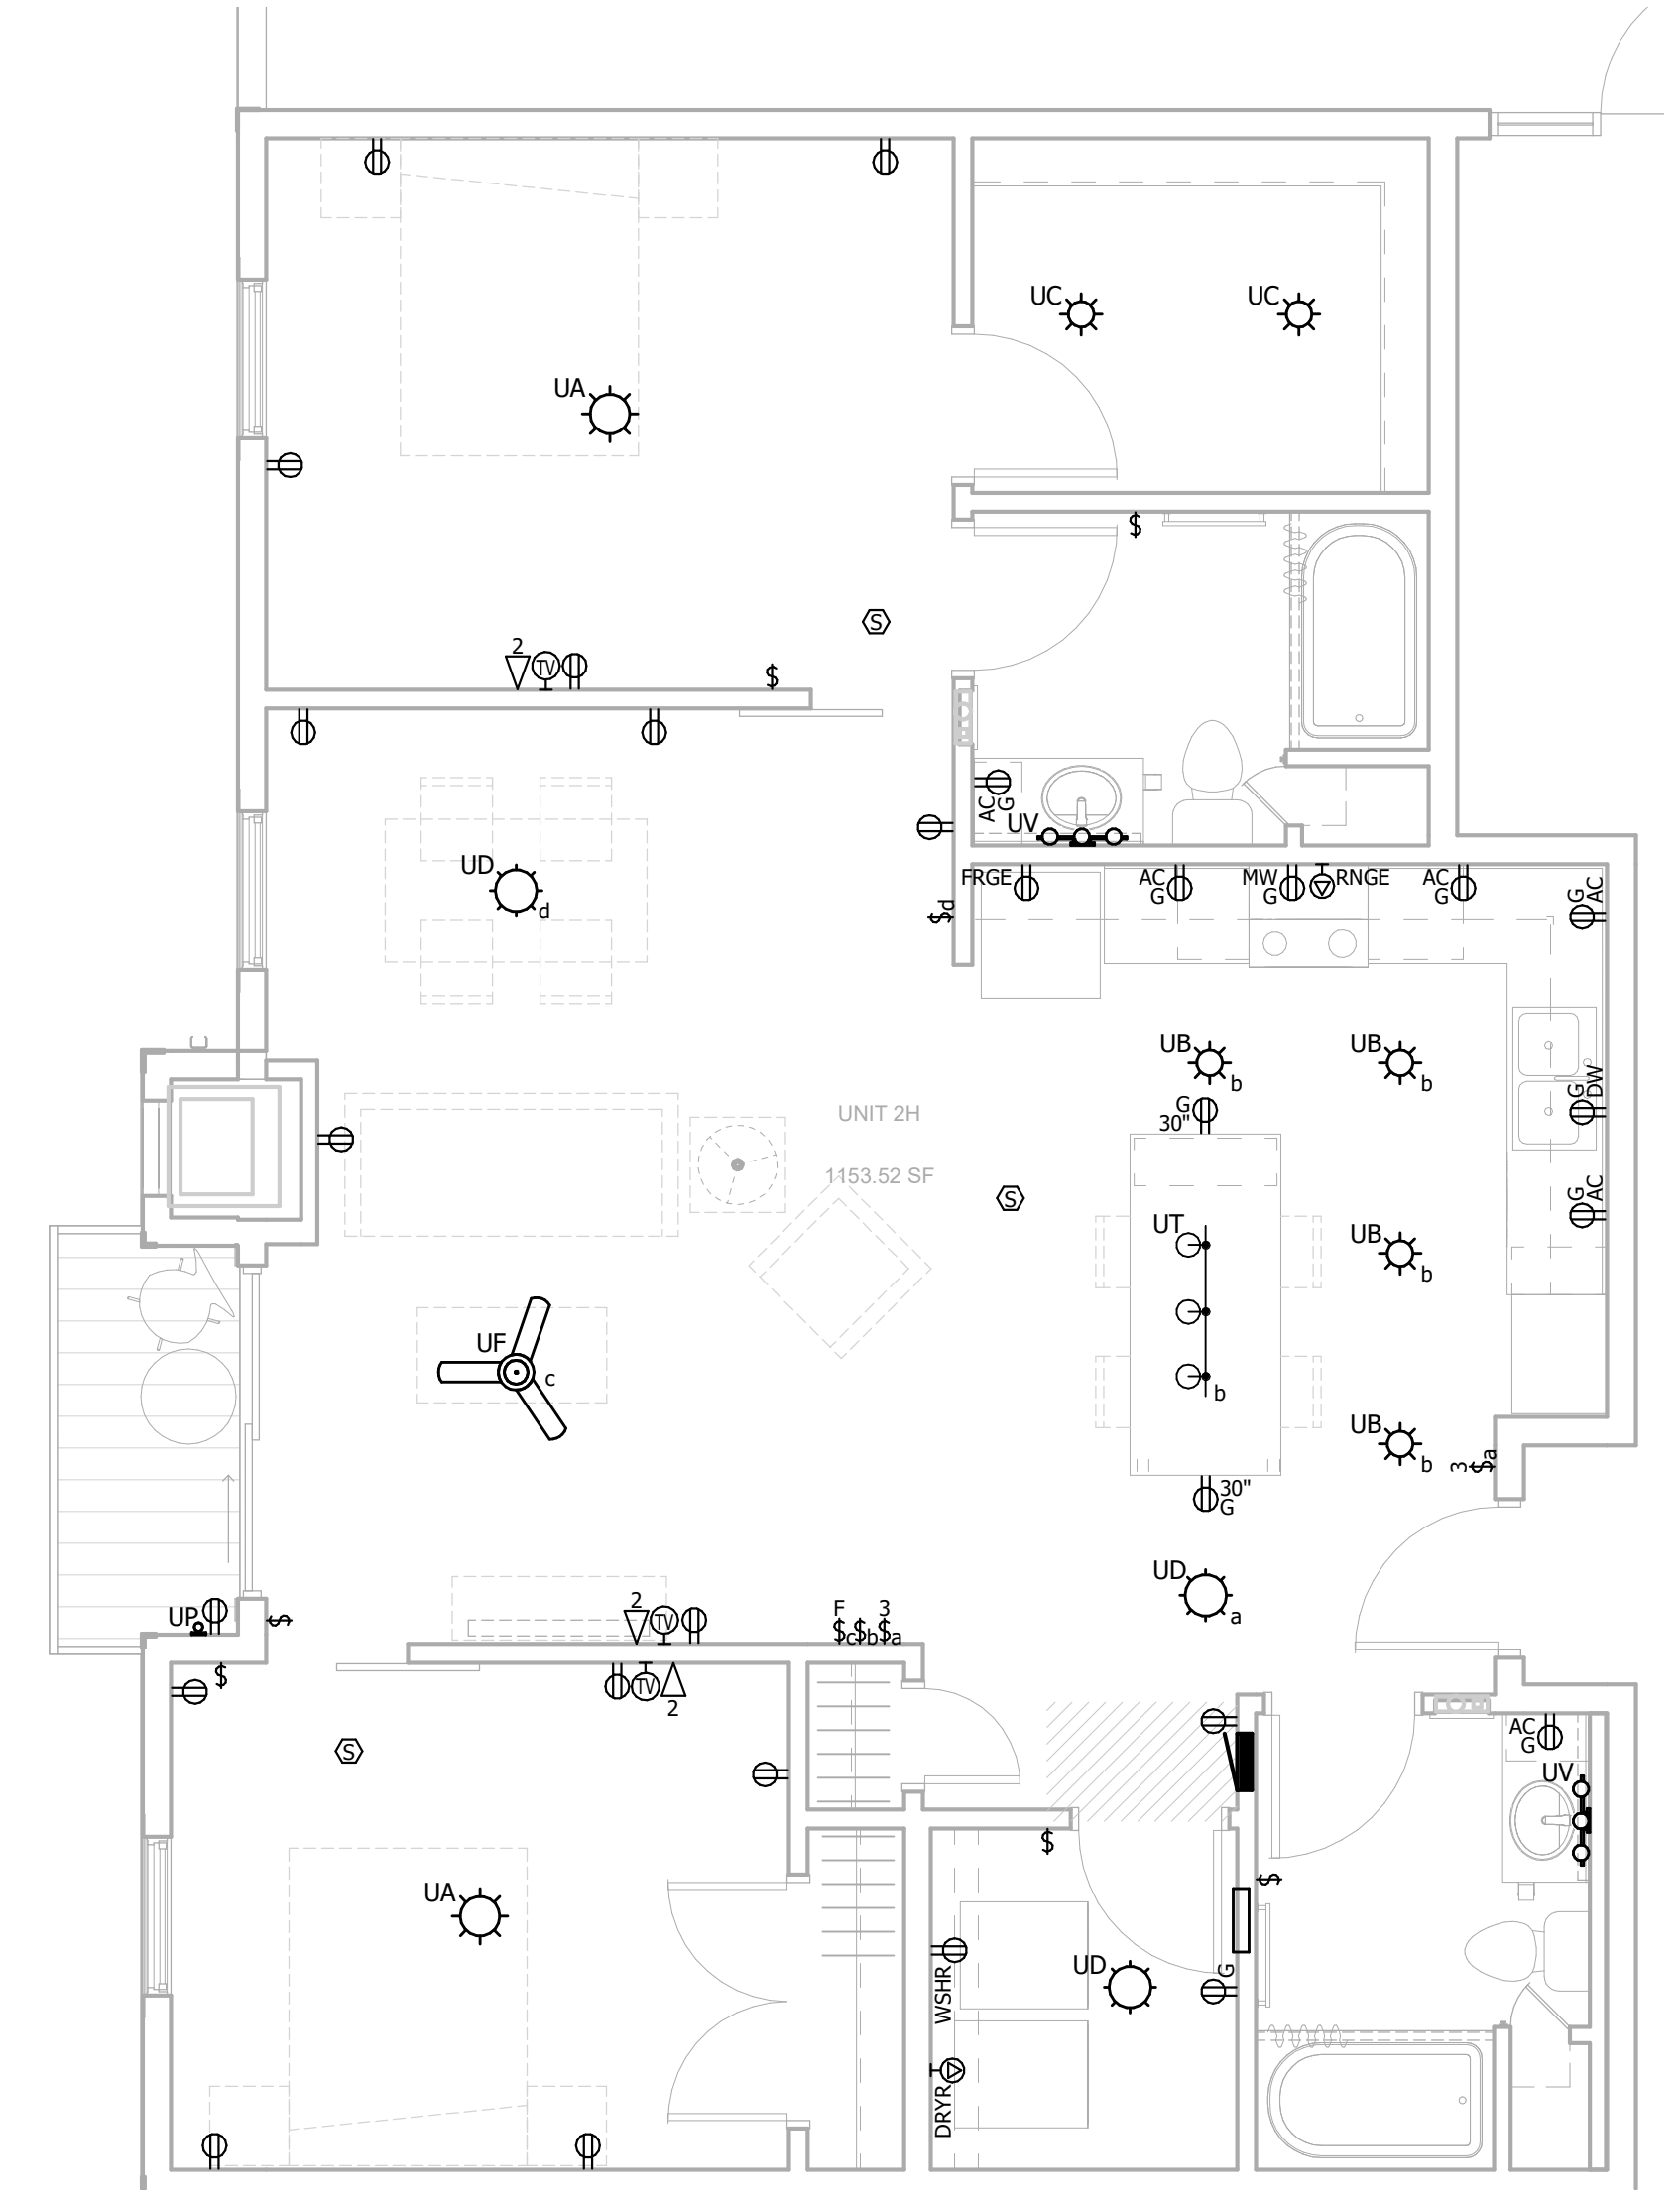 UC UC
UA
$
S
2
TV
$
AC
G
UV
UD
d
$d
FRGE
AC
G
MW
G
RNGE
AC
G
G
AC
UB
b
UB
b
G
30"
G
DW
UNIT 2H
1153.52 SF
S
G
AC
UT
b
UB
b
UF
c
UB
b
3
$a
30"
G
UD
a
UP
$
2
TV
F
$c
$b
3
$a
$
TV
2
S
AC
G
UV
$
$
UA
WSHR
UD
G
DRYR